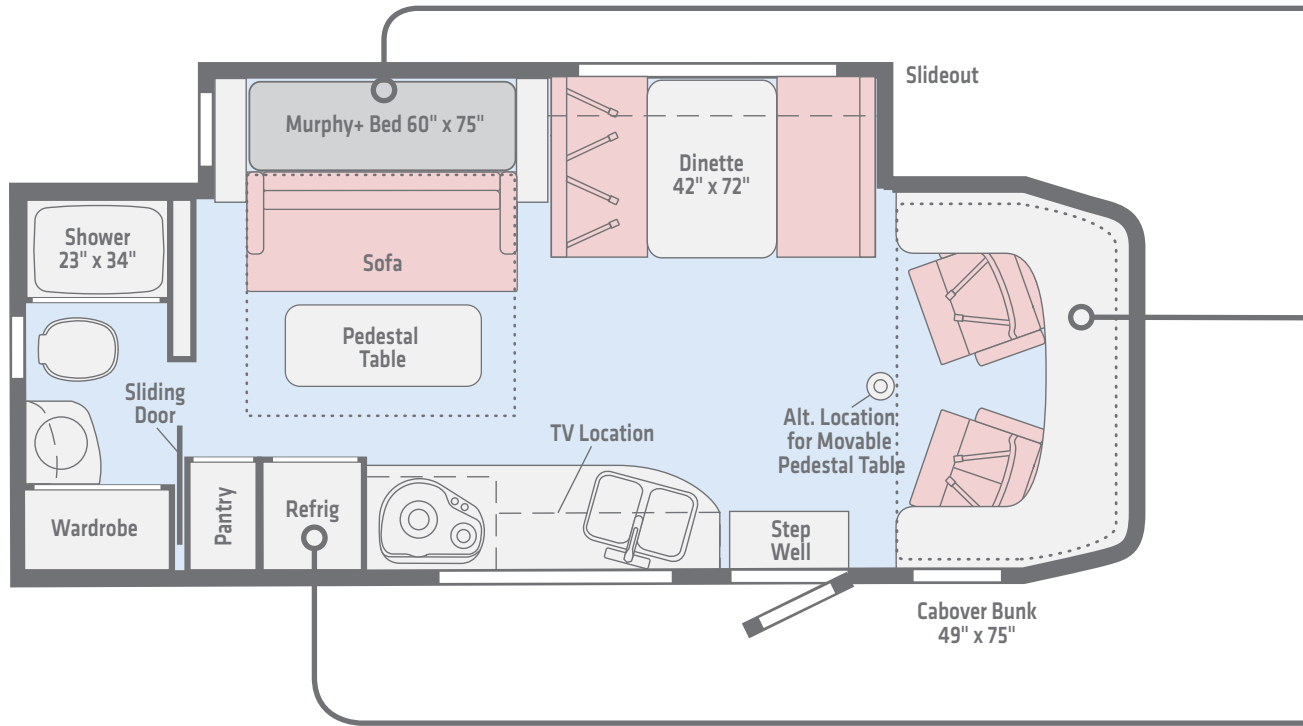 Slideout
Murphy+ Bed 60" x 75"
Dinette
42" x 72"
Shower
23" x 34"
Sofa
Pedestal
Table
Sliding
Door
TV Location
Alt. Location
for Movable
Pedestal Table
Wardrobe
Pantry
Refrig
Step
Well
Cabover Bunk
49" x 75"